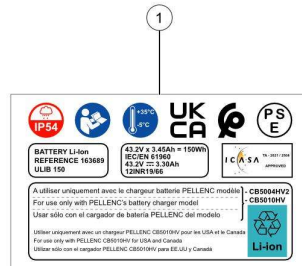 1
IP54
+35°C
-5°C
UK
CA
PS
E
BATTERY Li-Ion
REFERENCE 163689
ULIB 150
43.2V x 3.45Ah = 150Wh
IEC/EN 61960
43.2V ⎓ 3.30Ah
12INR19/66
ICASA
APPROVED
A utiliser uniquement avec le chargeur batterie PELLENC modèle
For use only with PELLENC's battery charger model
Usar sólo con el cargador de batería PELLENC del modelo
- CB5004HV2
- CB5010HV
Utiliser uniquement avec un chargeur CB5010HV pour les USA et le Canada
For use only with PELLENC CB5010HV for USA and Canada
Utilizar sólo con el cargador PELLENC CB5010HV para EE.UU y Canadá
Li-ion